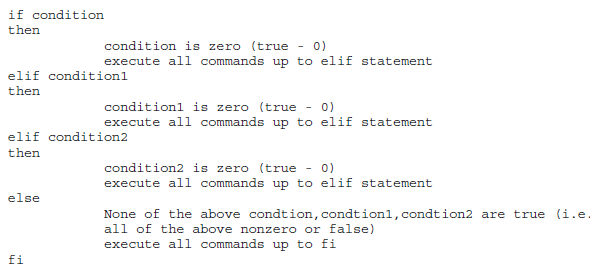 if condition
then
condition is zero (true - 0)
execute all commands up to elif statement
elif condition1
then
condition1 is zero (true - 0)
execute all commands up to elif statement
elif condition2
then
condition2 is zero (true - 0)
execute all commands up to elif statement
else
None of the above condtion,condtion1,condtion2 are true (i.e.
all of the above nonzero or false)
execute all commands up to fi
fi